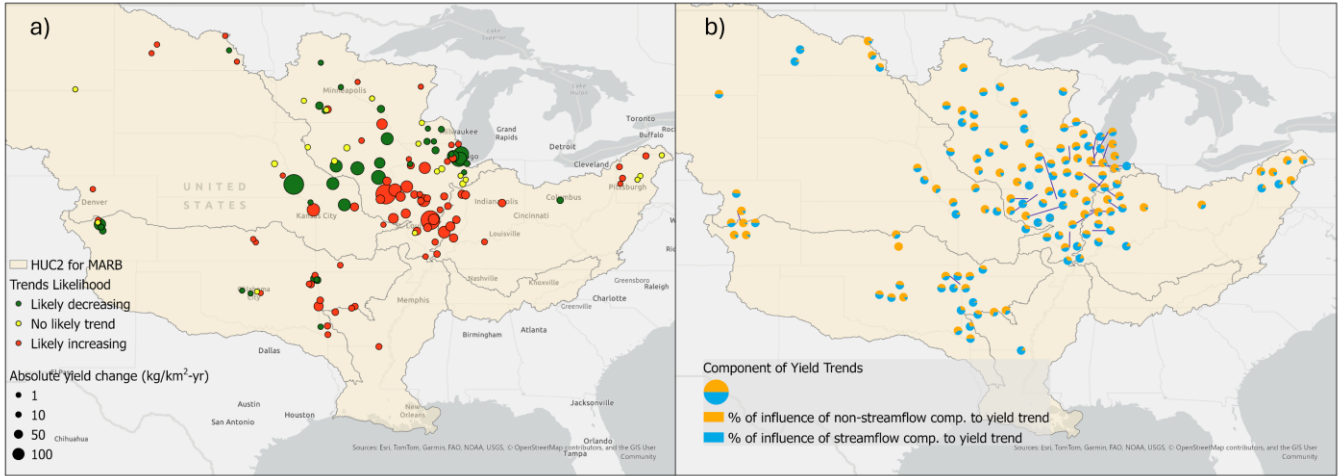 a)
Lake Superior
Minneapolis
Toronto
Buffalo
Grand Rapids
Detroit
Cleveland
Pittsburgh
UNITED STATES
Denver
Kansas City
Indianapolis
Columbus
Cincinnati
Louisville
Nashville
Knoxville
Greensboro
Raleigh
Charlotte
Greenville
Memphis
Oklahoma City
Birmingham
Atlanta
Dallas
Austin
Houston
San Antonio
New Orleans
Jacksonville
Orlando
Tampa
Chihuahua
HUC2 for MARB
Trends Likelihood
Likely decreasing
No likely trend
Likely increasing
Absolute yield change (kg/km²-yr)
1
10
50
100
Sources: Esri, TomTom, Garmin, FAO, NOAA, USGS, © OpenStreetMap contributors, and the GIS User
Community
b)
Component of Yield Trends
% of influence of non-streamflow comp. to yield trend
% of influence of streamflow comp. to yield trend
Sources: Esri, TomTom, Garmin, FAO, NOAA, USGS, © OpenStreetMap contributors, and the GIS User
Community